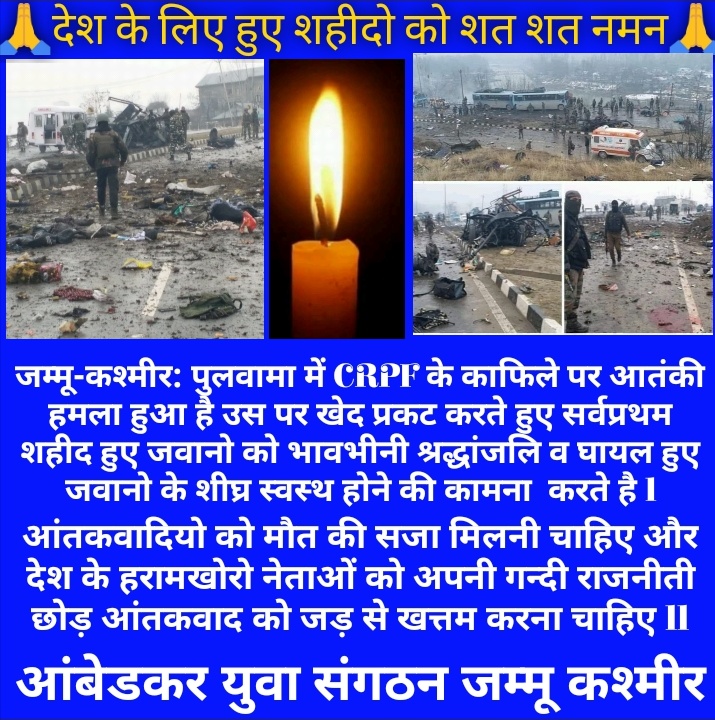 🙏देश के लिए हुए शहीदो को शत शत नमन🙏
जम्मू-कश्मीर: पुलवामा में CRPF के काफिले पर आतंकी
हमला हुआ है उस पर खेद प्रकट करते हुए सर्वप्रथम
शहीद हुए जवानो को भावभीनी श्रद्धांजलि व घायल हुए
जवानो के शीघ्र स्वस्थ होने की कामना करते है l
आंतकवादियो को मौत की सजा मिलनी चाहिए और
देश के हरामखोरो नेताओं को अपनी गन्दी राजनीती
छोड़ आंतकवाद को जड़ से खत्तम करना चाहिए ll
आंबेडकर युवा संगठन जम्मू कश्मीर